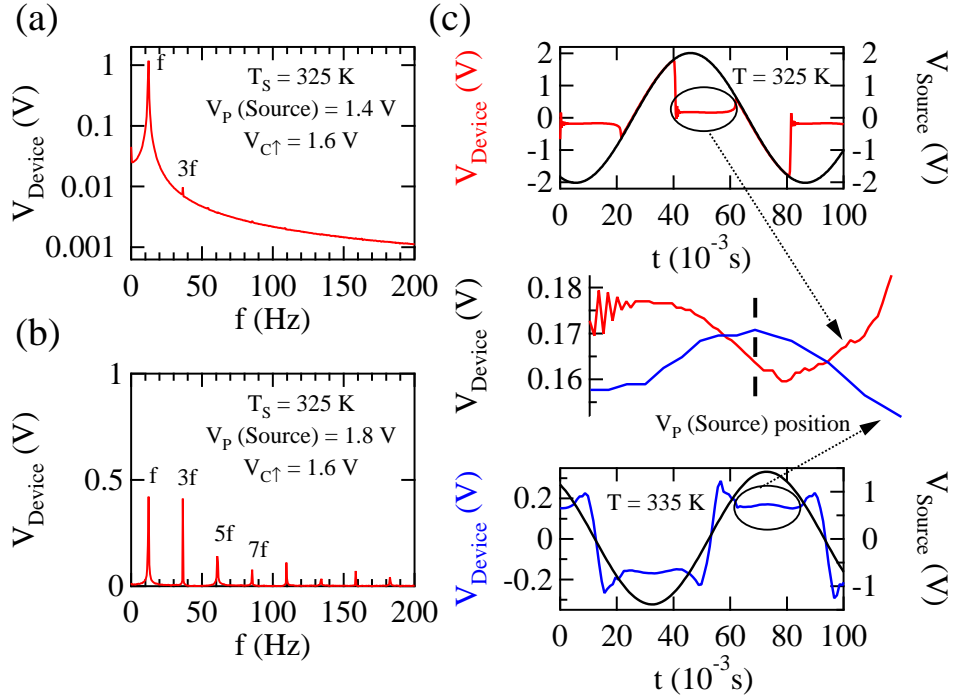 (a)
V_Device (V)
1
0.1
0.01
0.001
f
3f
T_S = 325 K
V_P (Source) = 1.4 V
V_C↑ = 1.6 V
0 50 100 150 200
f (Hz)
(b)
V_Device (V)
1
0.5
0
f
3f
5f
7f
T_S = 325 K
V_P (Source) = 1.8 V
V_C↑ = 1.6 V
0 50 100 150 200
f (Hz)
(c)
V_Device (V)
2
1
0
-1
-2
T = 325 K
2
1
0
-1
-2
V_Source (V)
0 20 40 60 80 100
t (10^-3 s)
V_Device (V)
0.18
0.17
0.16
V_P (Source) position
V_Device (V)
0.2
0
-0.2
T = 335 K
1
0
-1
V_Source (V)
0 20 40 60 80 100
t (10^-3 s)